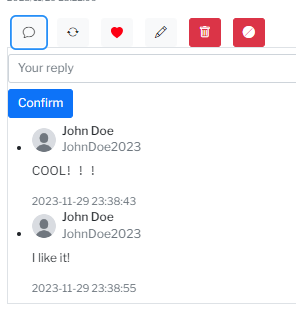 Your reply
Confirm
John Doe
JohnDoe2023
COOL！！！
2023-11-29 23:38:43
John Doe
JohnDoe2023
I like it!
2023-11-29 23:38:55